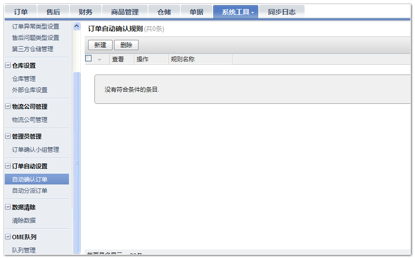 订单 售后 财务 商品管理 仓储 单据 系统工具 同步日志
订单异常类型设置
售后问题类型设置
第三方仓储管理
仓库设置
仓库管理
外部仓库设置
物流公司管理
物流公司管理
管理员管理
订单确认小组管理
订单自动设置
自动确认订单
自动分派订单
数据清除
清除数据
OME队列
队列管理
订单自动确认规则(共0条)
新建 删除
查看 操作 规则名称
没有符合条件的条目